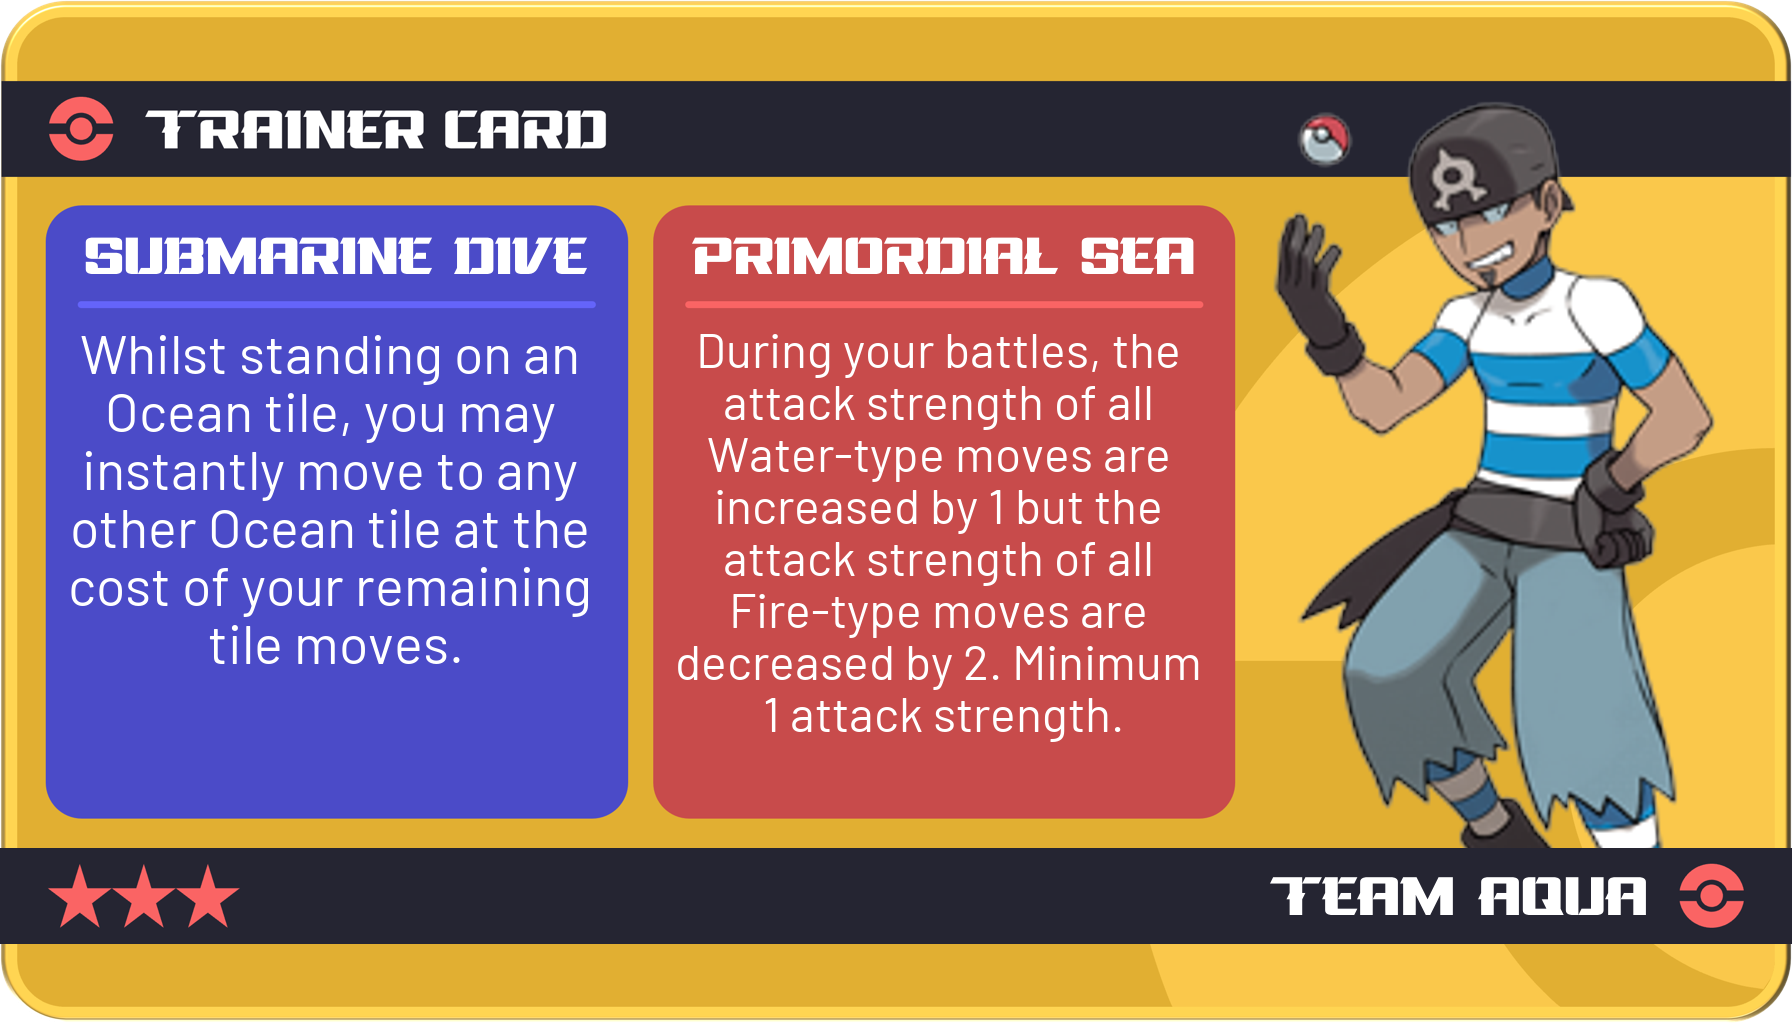 TRAINER CARD
SUBMARINE DIVE
Whilst standing on an
Ocean tile, you may
instantly move to any
other Ocean tile at the
cost of your remaining
tile moves.
PRIMORDIAL SEA
During your battles, the
attack strength of all
Water-type moves are
increased by 1 but the
attack strength of all
Fire-type moves are
decreased by 2. Minimum
1 attack strength.
TEAM AQUA